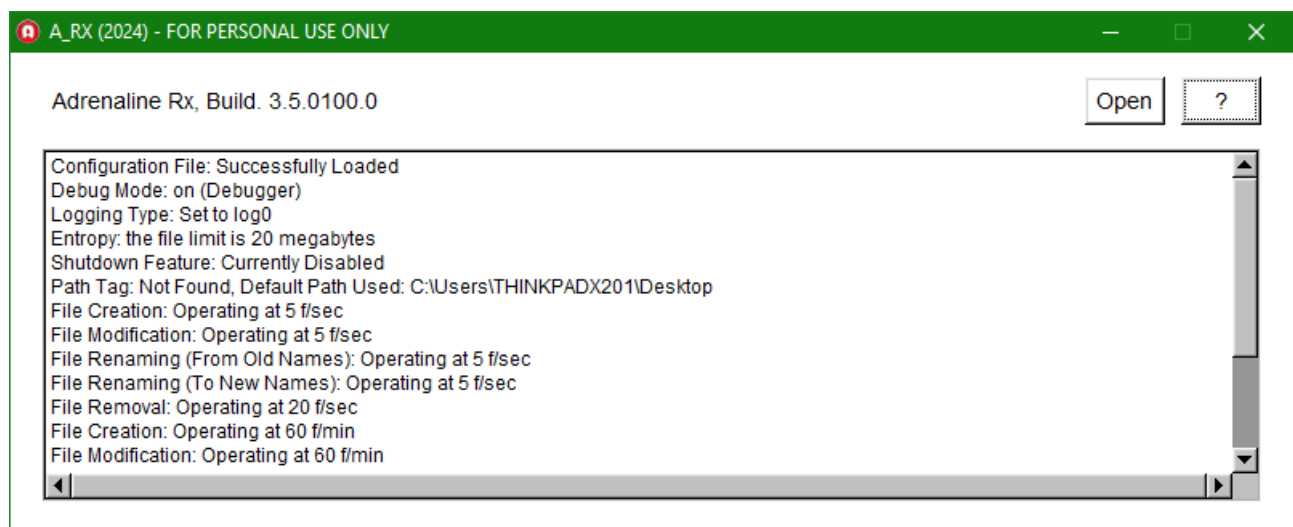 A_RX (2024) - FOR PERSONAL USE ONLY
Adrenaline Rx, Build. 3.5.0100.0
Open
?
Configuration File: Successfully Loaded
Debug Mode: on (Debugger)
Logging Type: Set to log0
Entropy: the file limit is 20 megabytes
Shutdown Feature: Currently Disabled
Path Tag: Not Found, Default Path Used: C:\Users\THINKPADX201\Desktop
File Creation: Operating at 5 f/sec
File Modification: Operating at 5 f/sec
File Renaming (From Old Names): Operating at 5 f/sec
File Renaming (To New Names): Operating at 5 f/sec
File Removal: Operating at 20 f/sec
File Creation: Operating at 60 f/min
File Modification: Operating at 60 f/min